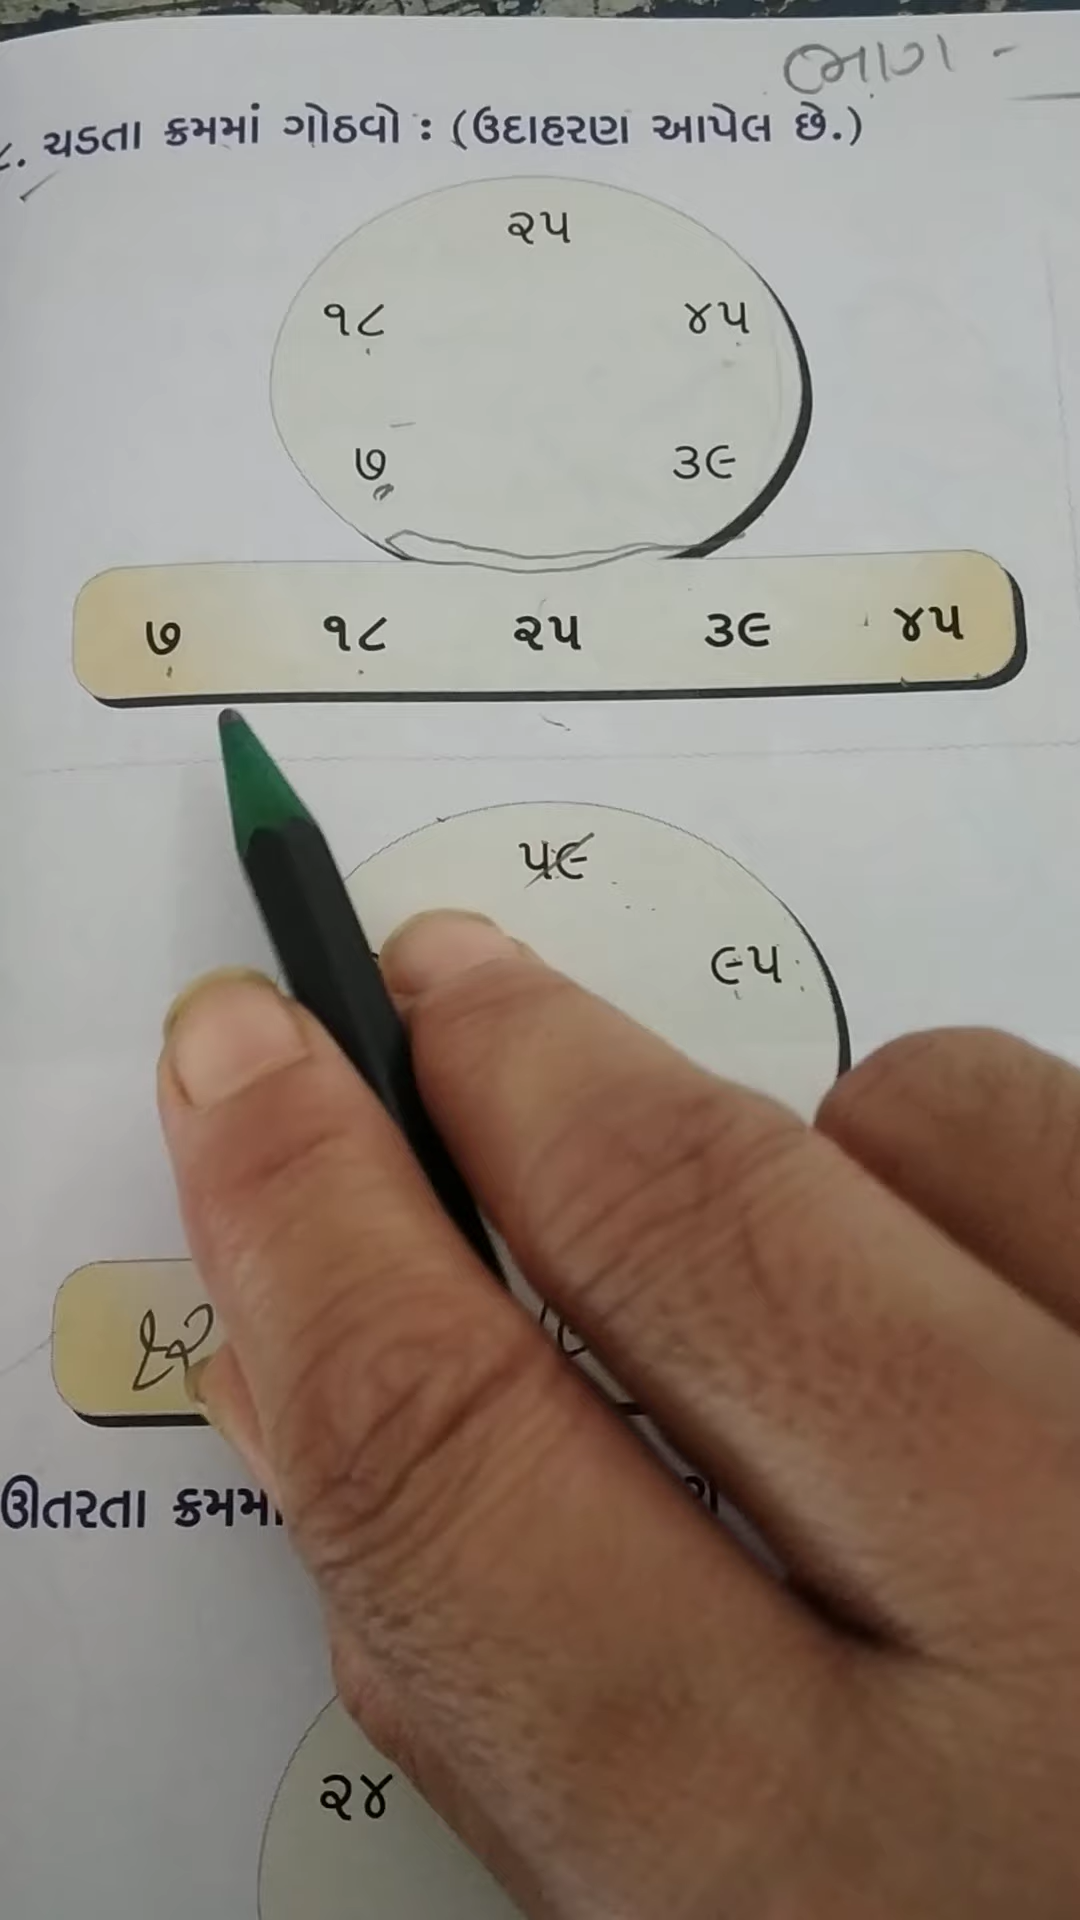 ભાગ -
૮. ચડતા ક્રમમાં ગોઠવો : (ઉદાહરણ આપેલ છે.)
૨૫
૧૮ ૪૫
૭ ૩૯
૭ ૧૮ ૨૫ ૩૯ ૪૫
૫૯
૯૫
ઊતરતા ક્રમમાં
૨૪